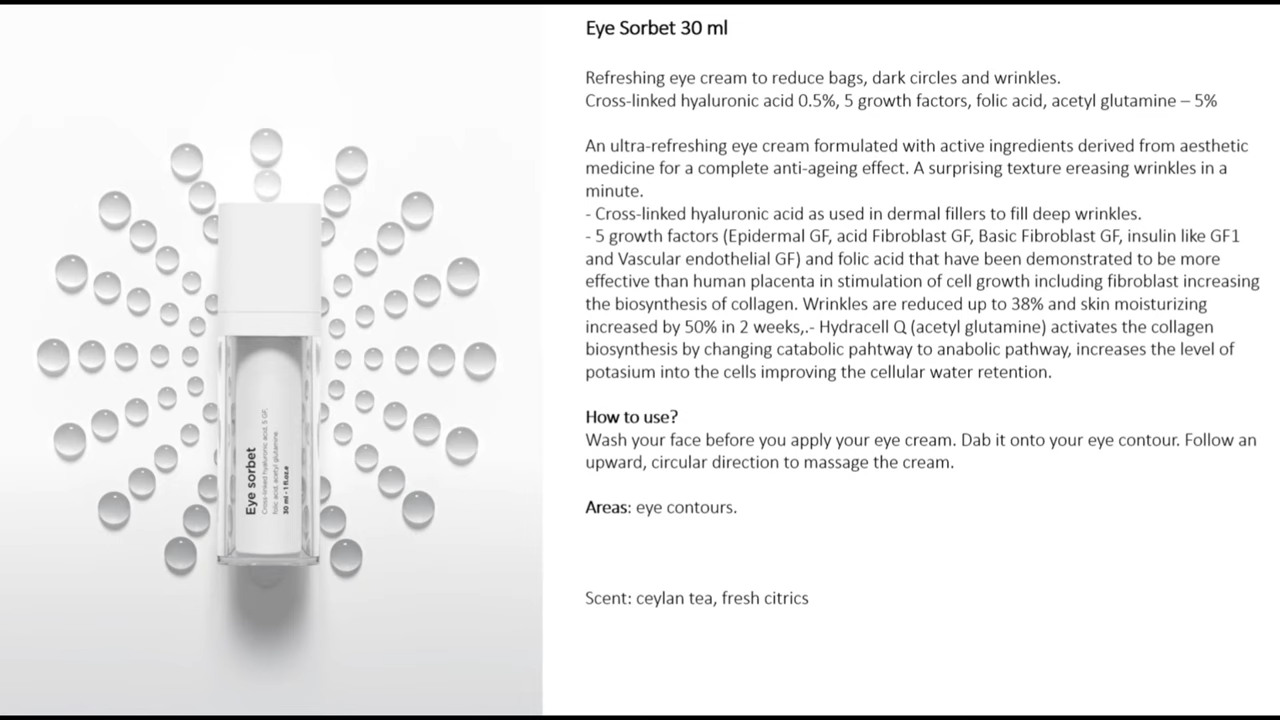 Eye Sorbet 30 ml
Refreshing eye cream to reduce bags, dark circles and wrinkles.
Cross-linked hyaluronic acid 0.5%, 5 growth factors, folic acid, acetyl glutamine – 5%
An ultra-refreshing eye cream formulated with active ingredients derived from aesthetic
medicine for a complete anti-ageing effect. A surprising texture ereasing wrinkles in a
minute.
- Cross-linked hyaluronic acid as used in dermal fillers to fill deep wrinkles.
- 5 growth factors (Epidermal GF, acid Fibroblast GF, Basic Fibroblast GF, insulin like GF1
and Vascular endothelial GF) and folic acid that have been demonstrated to be more
effective than human placenta in stimulation of cell growth including fibroblast increasing
the biosynthesis of collagen. Wrinkles are reduced up to 38% and skin moisturizing
increased by 50% in 2 weeks,.- Hydracell Q (acetyl glutamine) activates the collagen
biosynthesis by changing catabolic pahtway to anabolic pathway, increases the level of
potasium into the cells improving the cellular water retention.
How to use?
Wash your face before you apply your eye cream. Dab it onto your eye contour. Follow an
upward, circular direction to massage the cream.
Areas: eye contours.
Scent: ceylan tea, fresh citrics
Eye sorbet
Cross-linked hyaluronic acid, 5 GF,
folic acid, acetyl glutamine.
30 ml - 1 fl.oz.e